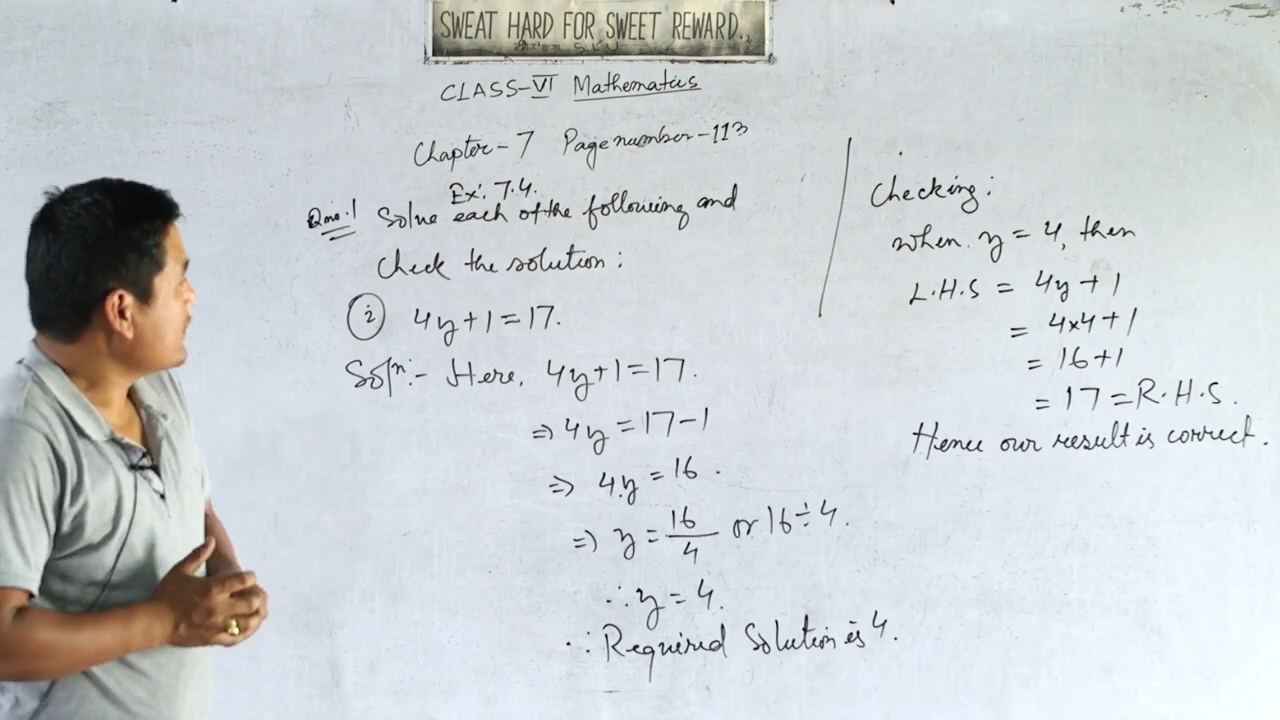 SWEAT HARD FOR SWEET REWARD..
CLASS-VI Mathematics
Chapter-7 Page number-113
Ex: 7.4.
Q no:1 Solve each of the following and
check the solution:
i 4y+1=17.
Solⁿ:- Here, 4y+1=17.
⇒ 4y=17-1
⇒ 4y=16.
⇒ y=16/4 or 16÷4.
∴ y=4.
∴ Required Solution is 4.
Checking:
when y=4, then
L.H.S = 4y+1
= 4×4+1
= 16+1
= 17=R.H.S.
Hence our result is correct.